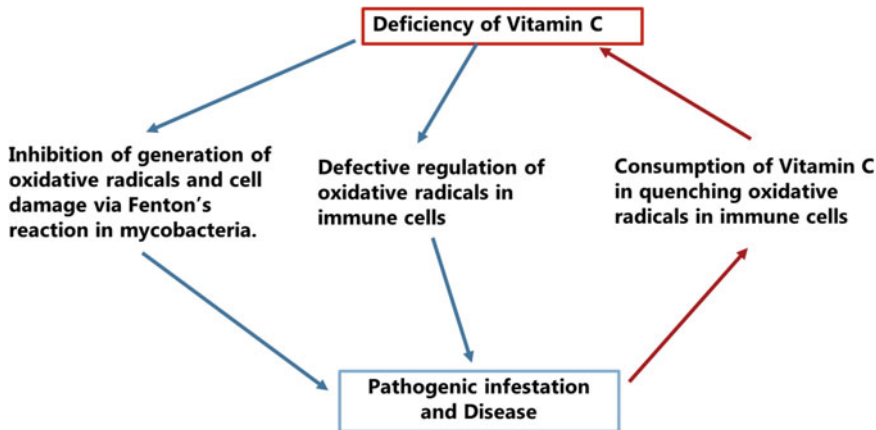 Deficiency of Vitamin C
Inhibition of generation of
oxidative radicals and cell
damage via Fenton's
reaction in mycobacteria.
Defective regulation of
oxidative radicals in
immune cells
Consumption of Vitamin C
in quenching oxidative
radicals in immune cells
Pathogenic infestation
and Disease